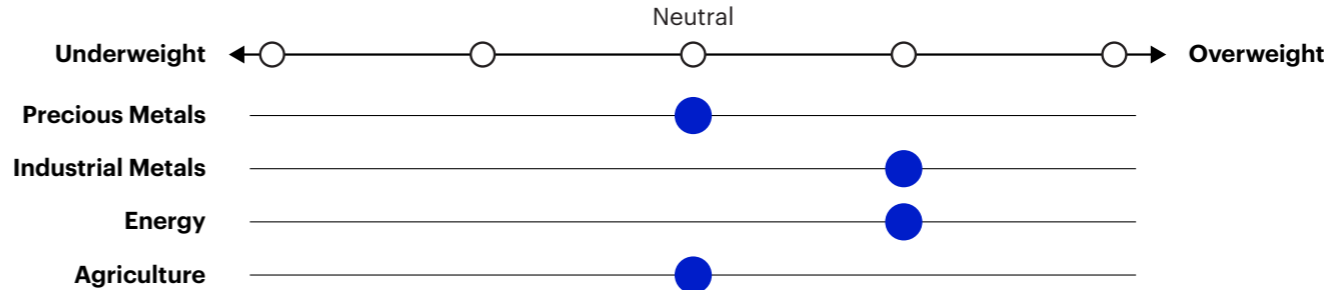 Neutral
Underweight Overweight
Precious Metals
Industrial Metals
Energy
Agriculture